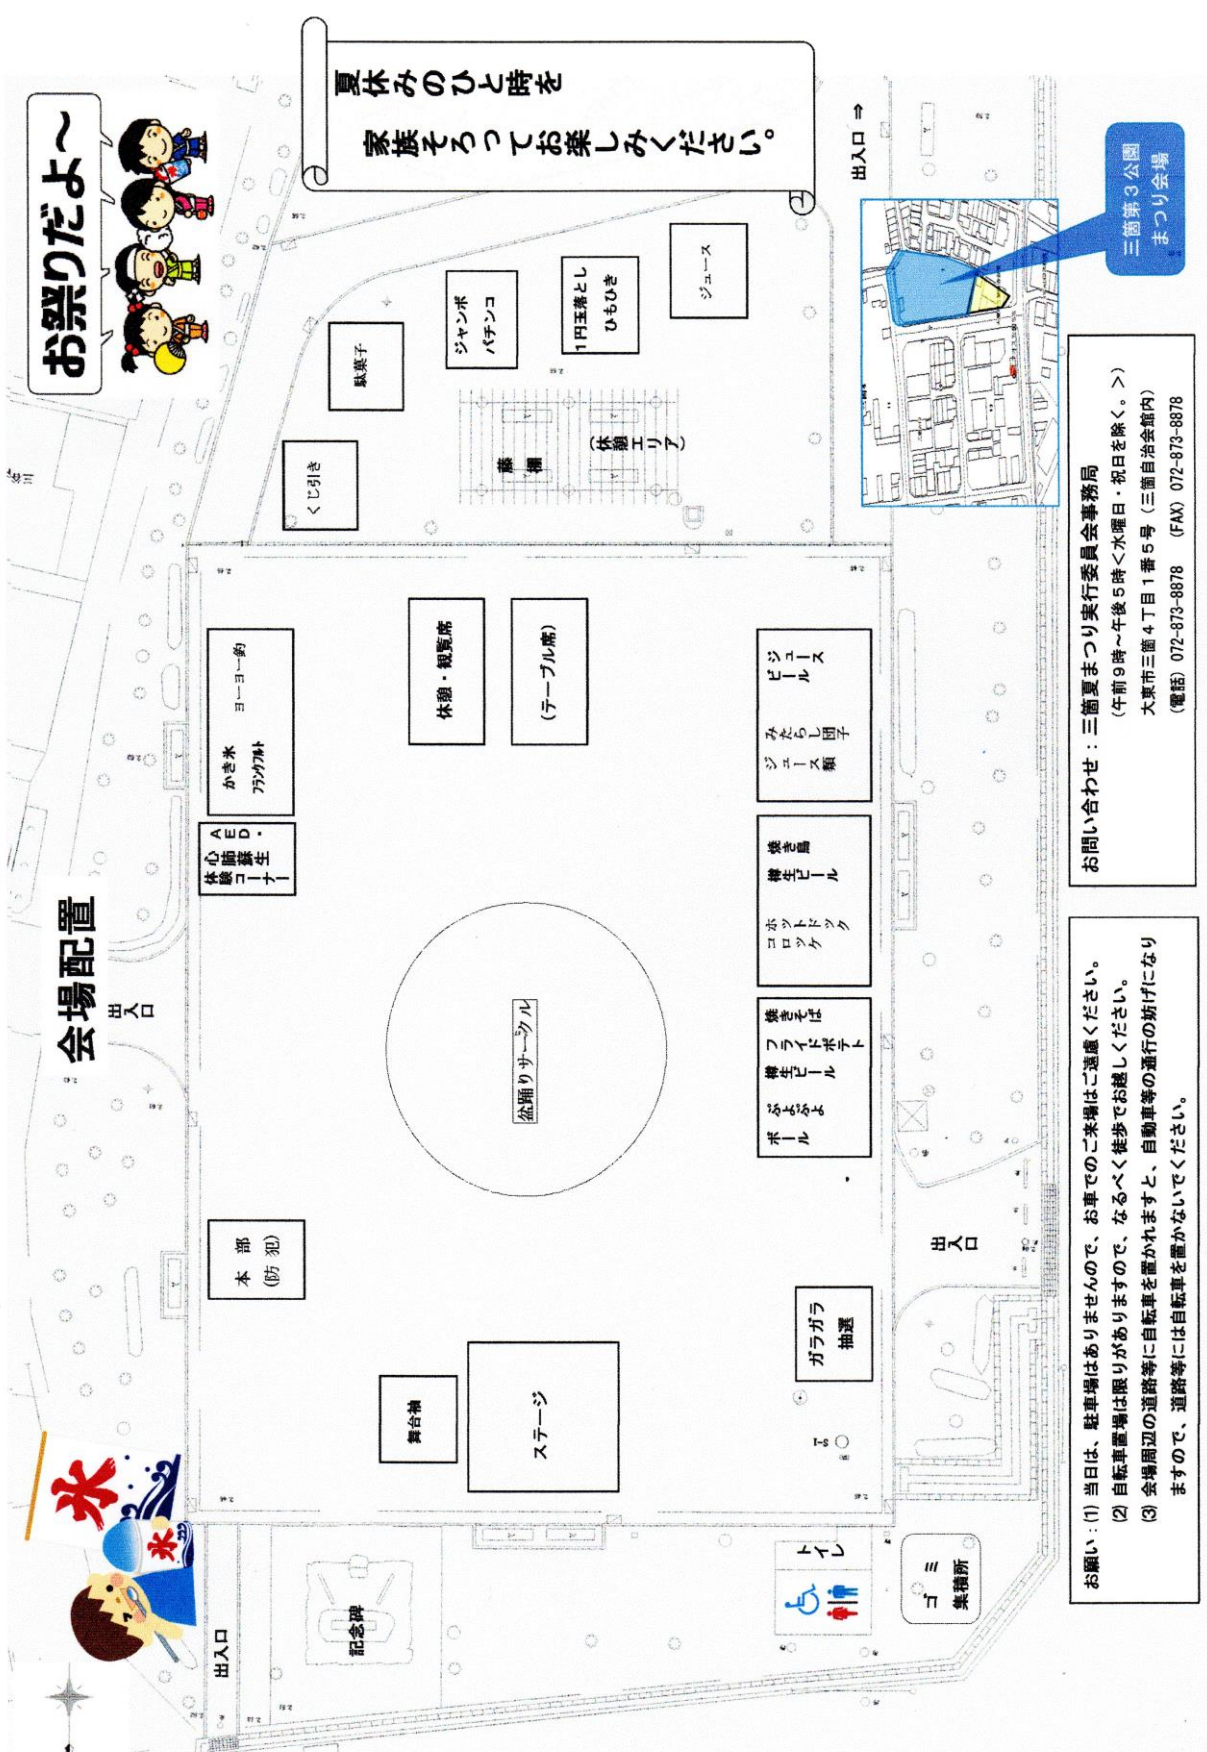 お祭りだよ～
夏休みのひと時を
家族そろってお楽しみください。
会場配置
出入口
出入口 ⇒
出入口
出入口
氷
氷
本 部
(防 犯)
AED・
心肺蘇生
体験コーナー
かき氷 ヨーヨー釣
フランクフルト
くじ引き
駄菓子
ジャンボ
パチンコ
1円玉落とし
ひもひき
ジュース
藤棚
(休憩エリア)
休憩・観覧席
(テーブル席)
盆踊りサークル
舞台袖
ステージ
記念碑
ガラガラ
抽選
焼きそば
フライドポテト
樽生ビール
ぷよぷよ
ボール
焼き鳥
樽生ビール
ホットドック
コロッケ
ジュース
ビール
みたらし団子
ジュース類
トイレ
ゴ ミ
集積所
三箇第3公園
まつり会場
お願い：(1) 当日は、駐車場はありませんので、お車でのご来場はご遠慮ください。
(2) 自転車置場は限りがありますので、なるべく徒歩でお越しください。
(3) 会場周辺の道路等に自転車を置かれますと、自動車等の通行の妨げになり
ますので、道路等には自転車を置かないでください。
お問い合わせ：三箇夏まつり実行委員会事務局
(午前9時～午後5時＜水曜日・祝日を除く。＞)
大東市三箇4丁目1番5号（三箇自治会館内)
(電話) 072-873-8878 (FAX) 072-873-8878